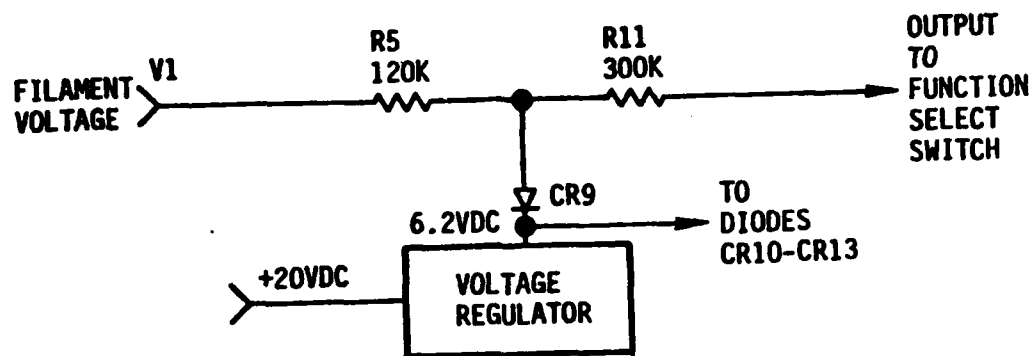 FILAMENT
VOLTAGE
V1
R5
120K
R11
300K
OUTPUT
TO
FUNCTION
SELECT
SWITCH
CR9
6.2VDC
TO
DIODES
CR10-CR13
+20VDC
VOLTAGE
REGULATOR